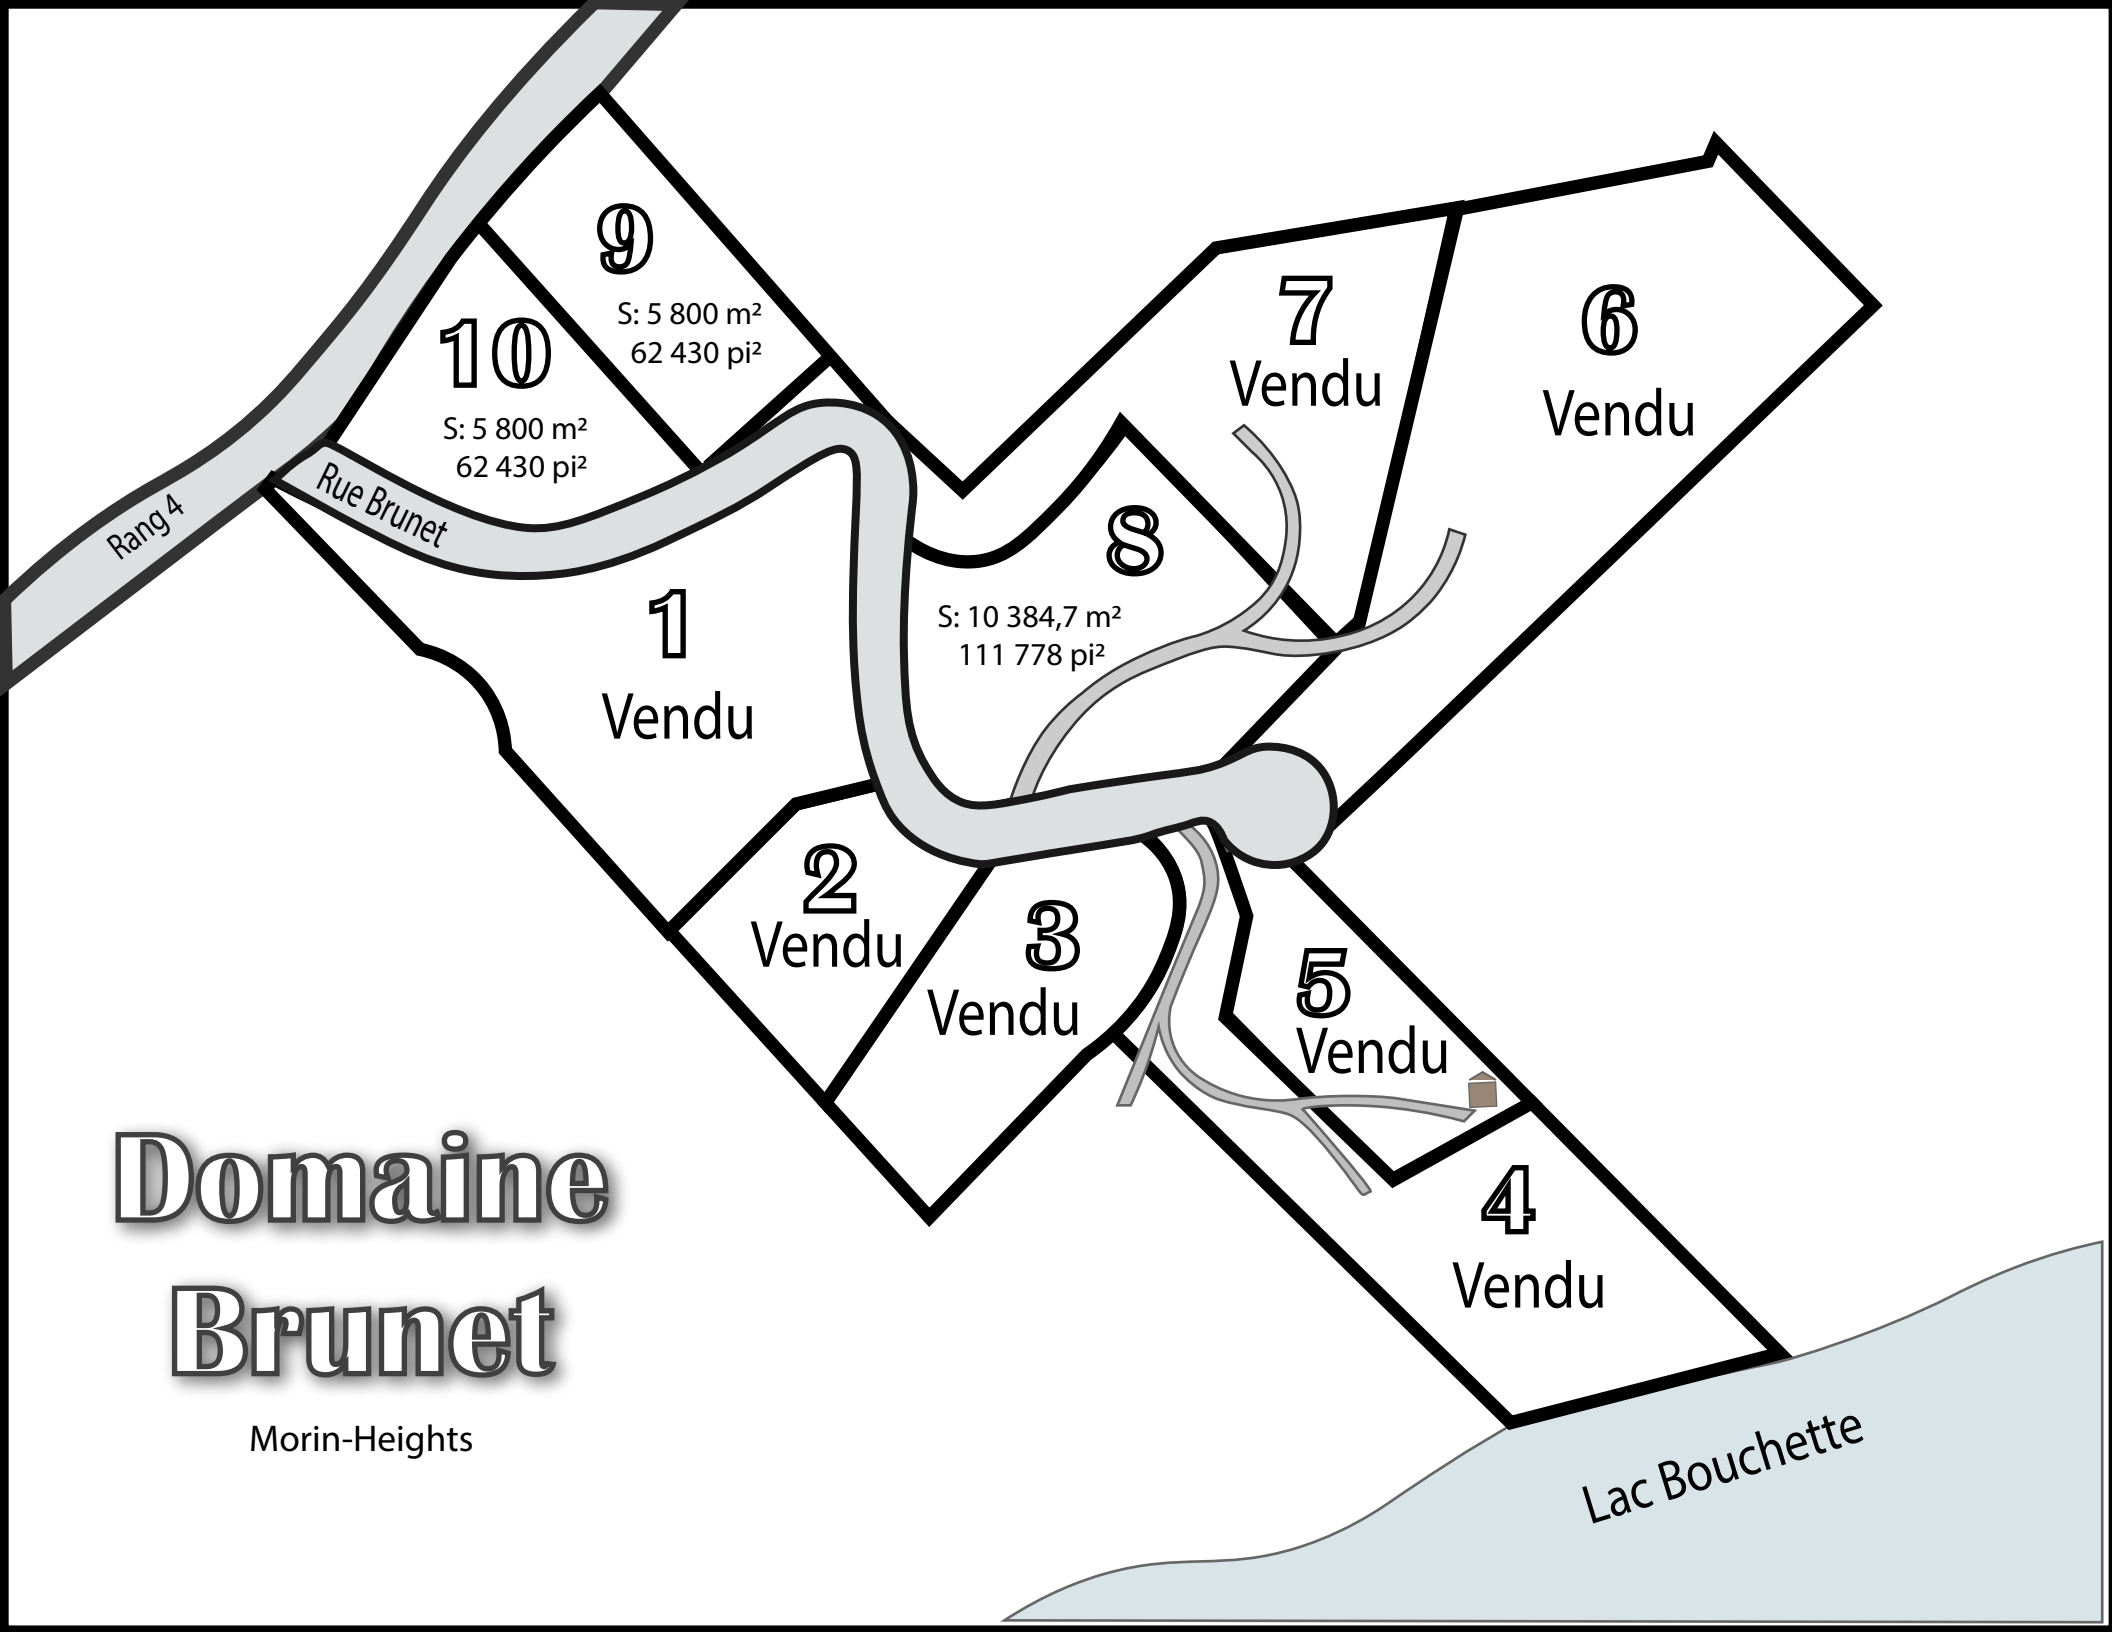 9
S: 5 800 m²
62 430 pi²
10
S: 5 800 m²
62 430 pi²
Rang 4
Rue Brunet
7
Vendu
6
Vendu
8
S: 10 384,7 m²
111 778 pi²
1
Vendu
2
Vendu
3
Vendu
5
Vendu
4
Vendu
Domaine
Brunet
Morin-Heights
Lac Bouchette